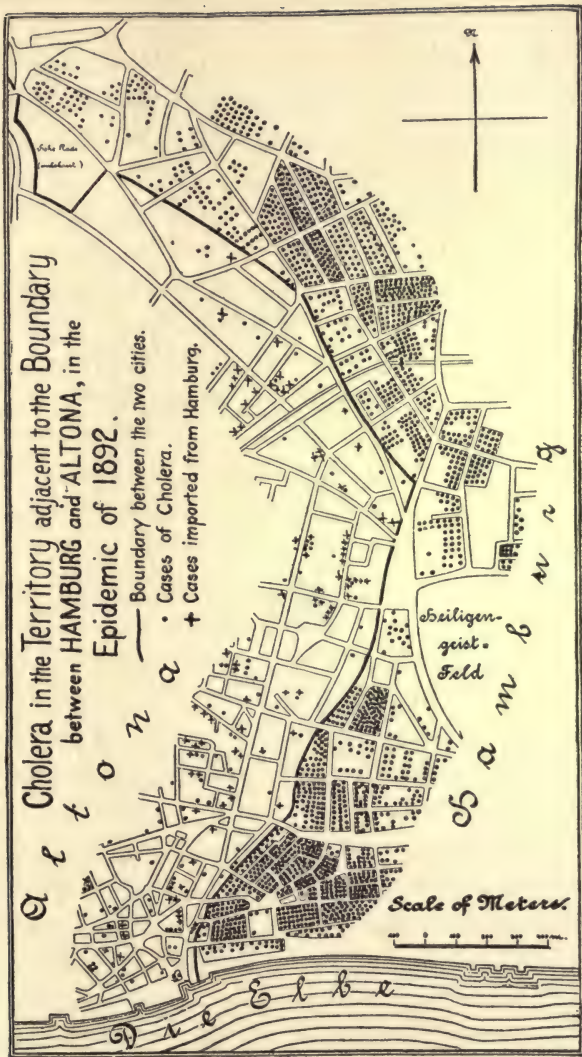 Cholera in the Territory adjacent to the Boundary
between HAMBURG and ALTONA, in the
Epidemic of 1892.
Boundary between the two cities.
• Cases of Cholera.
+ Cases imported from Hamburg.
Altona
Hamburg
Heiligen-
geist-
Feld
Die Elbe
Scale of Meters.